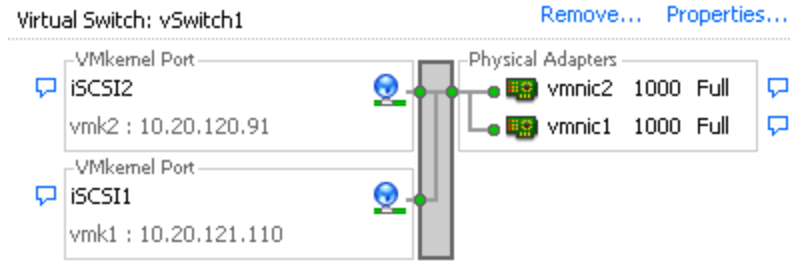 Virtual Switch: vSwitch1 Remove... Properties...
VMkernel Port
iSCSI2
vmk2 : 10.20.120.91
Physical Adapters
vmnic2 1000 Full
vmnic1 1000 Full
VMkernel Port
iSCSI1
vmk1 : 10.20.121.110